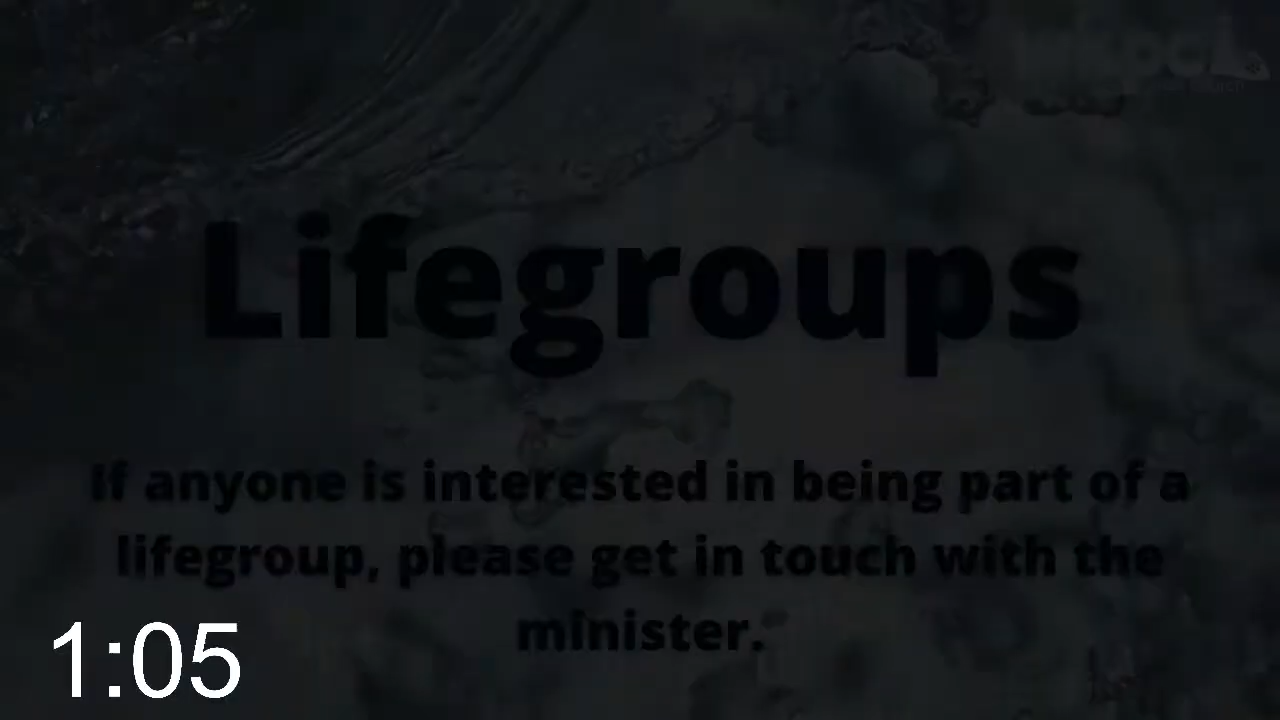 Lifegroups
If anyone is interested in being part of a
lifegroup, please get in touch with the
minister.
1:05